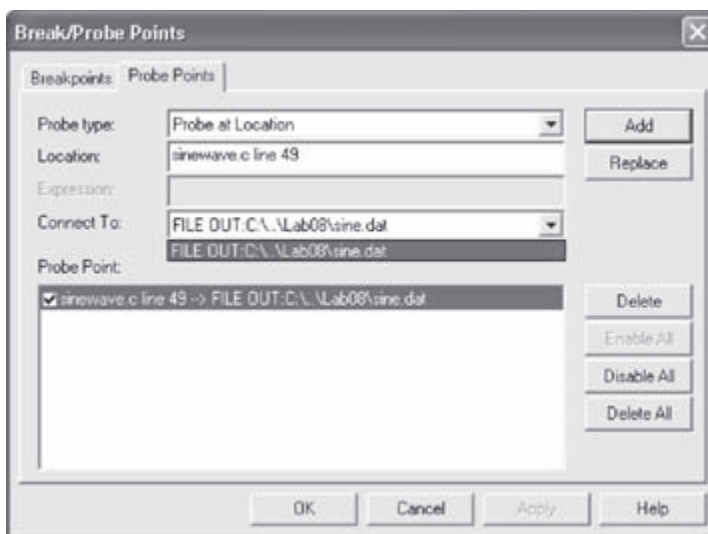 Break/Probe Points
Breakpoints Probe Points
Probe type: Probe at Location Add
Location: sinewave.c line 49 Replace
Expression:
Connect To: FILE OUT:C:\..\Lab08\sine.dat
FILE OUT:C:\..\Lab08\sine.dat
Probe Point:
sinewave.c line 49 --> FILE OUT:C:\..\Lab08\sine.dat Delete
Enable All
Disable All
Delete All
OK Cancel Apply Help